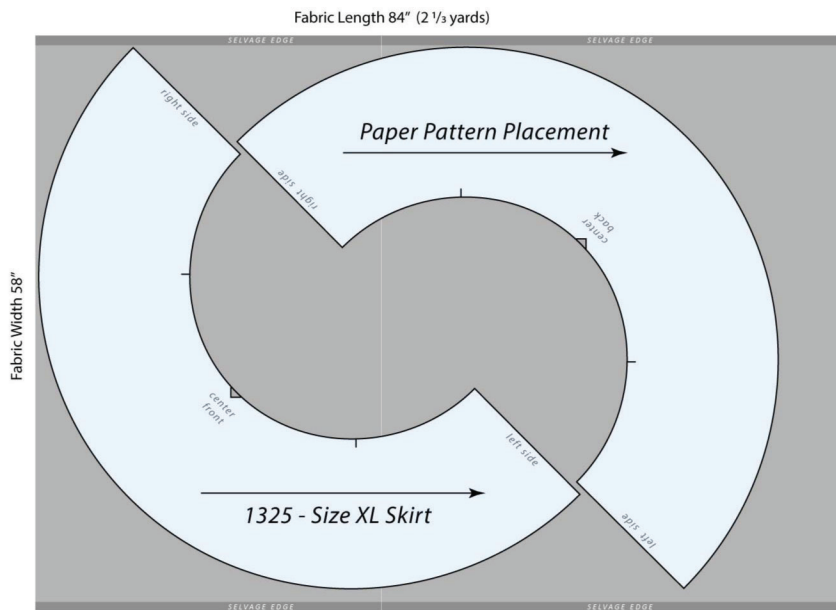 Fabric Length 84" (2 1/3 yards)
SELVAGE EDGE
SELVAGE EDGE
right side
Paper Pattern Placement
right side
center
back
Fabric Width 58"
center
front
left side
1325 - Size XL Skirt
left side
SELVAGE EDGE
SELVAGE EDGE